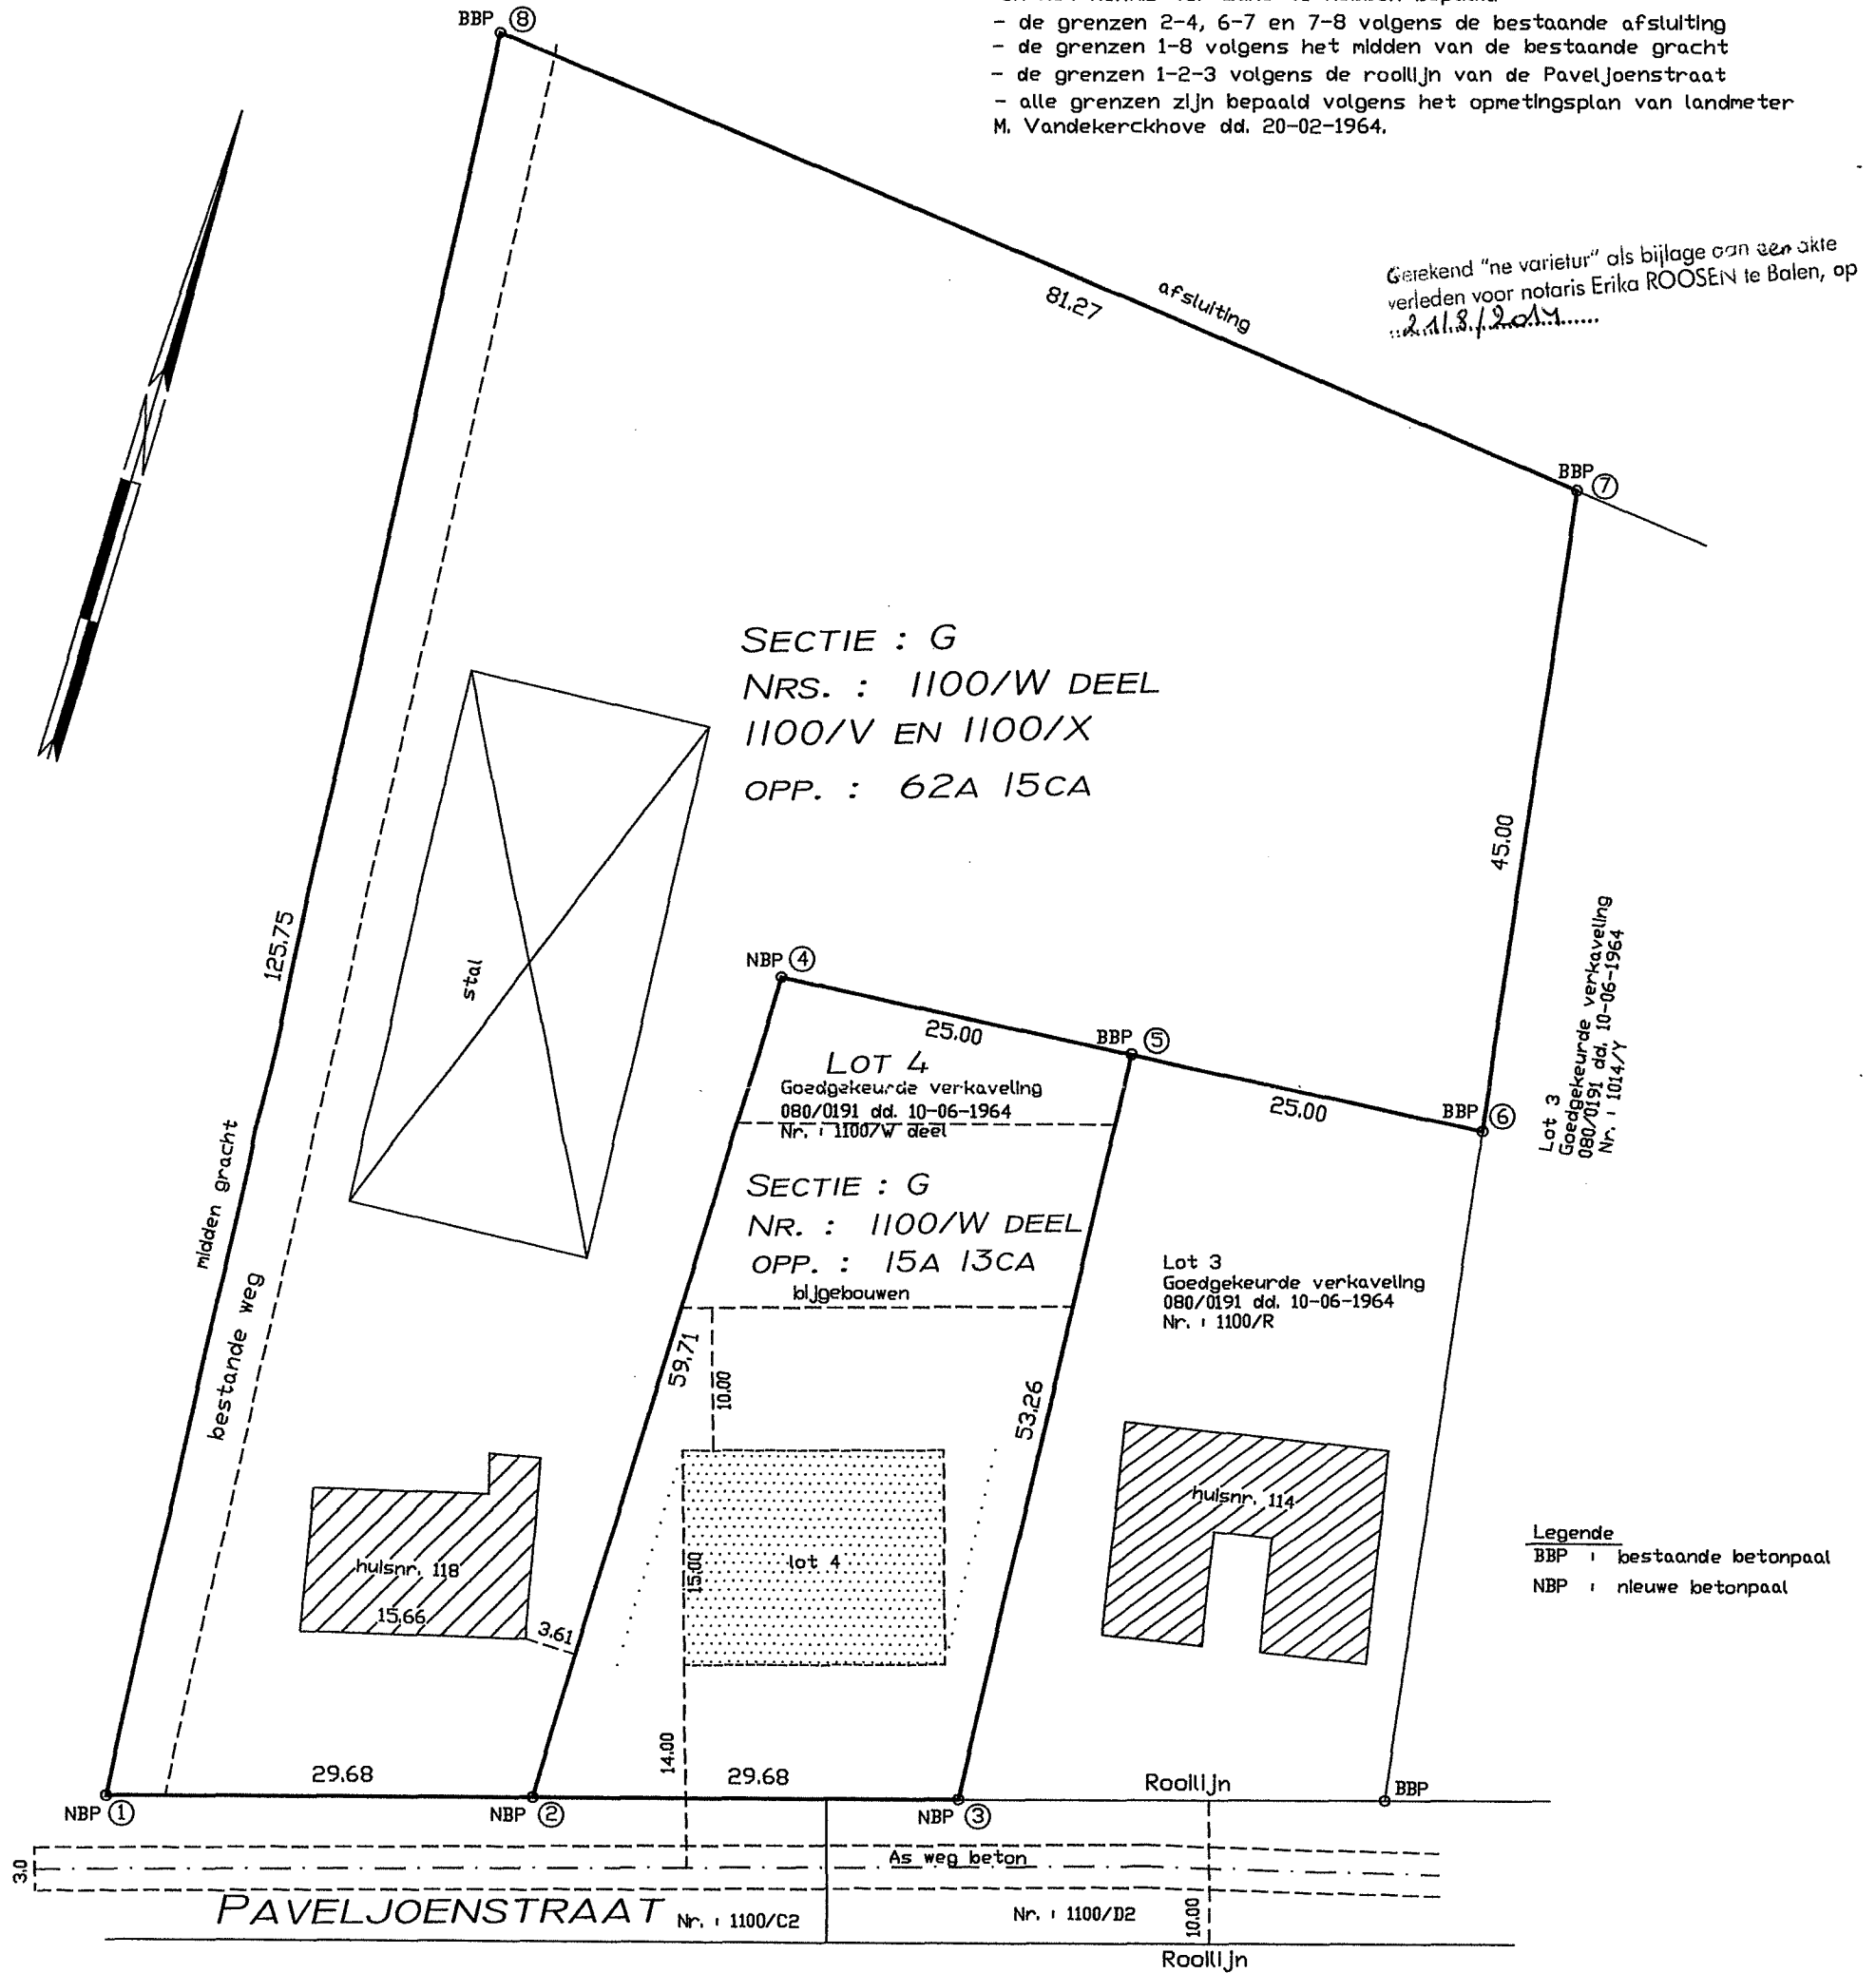 - de grenzen 2-4, 6-7 en 7-8 volgens de bestaande afsluiting
- de grenzen 1-8 volgens het midden van de bestaande gracht
- de grenzen 1-2-3 volgens de roolijn van de Paveljoenstraat
- alle grenzen zijn bepaald volgens het opmetingsplan van landmeter
M. Vandekerckhove dd. 20-02-1964.
Getekend "ne varietur" als bijlage aan een akte
verleden voor notaris Erika ROOSEN te Balen, op
BBP 8
81.27
afsluiting
BBP 7
SECTIE : G
NRS. : 1100/W DEEL
1100/V EN 1100/X
OPP. : 62A 15CA
45.00
125.75
stal
NBP 4
25.00
BBP 5
25.00
BBP 6
Lot 3
Goedgekeurde verkaveling
080/0191 dd. 10-06-1964
Nr. : 1014/Y
LOT 4
Goedgekeurde verkaveling
080/0191 dd. 10-06-1964
Nr. : 1100/W deel
midden gracht
bestande weg
SECTIE : G
NR. : 1100/W DEEL
OPP. : 15A 13CA
bijgebouwen
Lot 3
Goedgekeurde verkaveling
080/0191 dd. 10-06-1964
Nr. : 1100/R
59.71
10.00
53.26
huisnr. 118
15.66
3.61
15.00
lot 4
huisnr. 114
Legende
BBP : bestaande betonpaal
NBP : nieuwe betonpaal
29.68
14.00
29.68
Roolijn
BBP
NBP 1
NBP 2
NBP 3
3.0
As weg beton
PAVELJOENSTRAAT
Nr. : 1100/C2
Nr. : 1100/D2
10.00
Roolijn